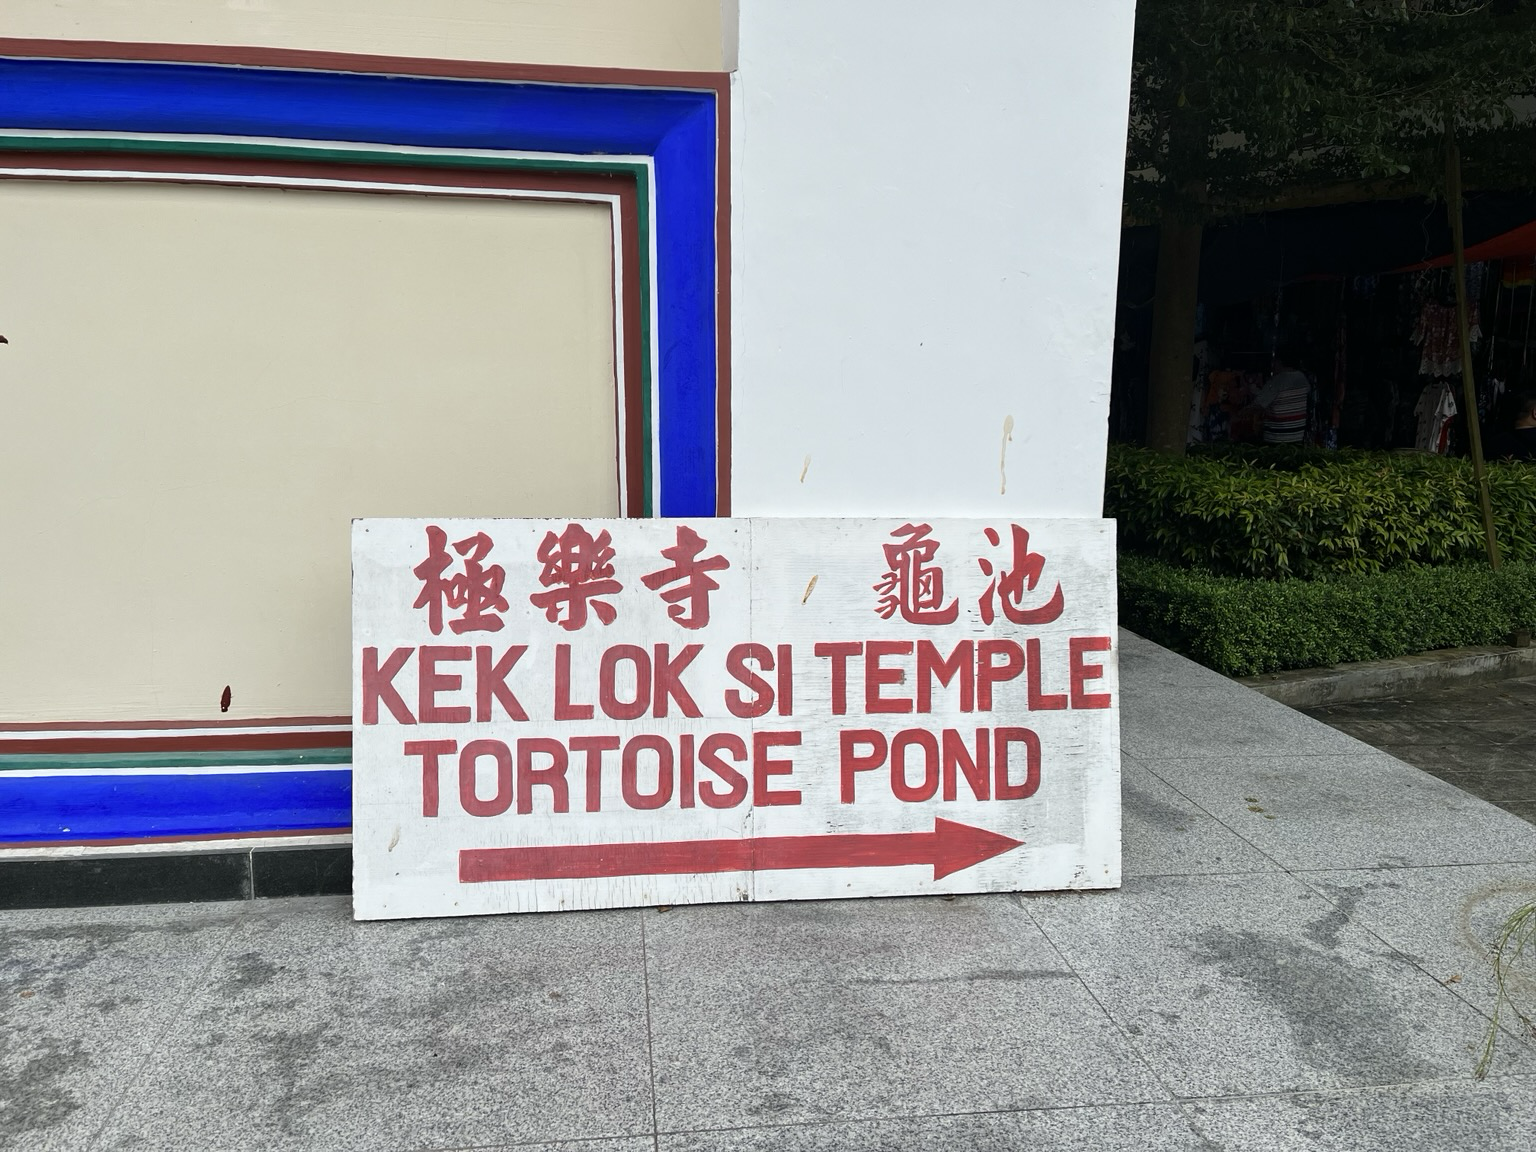 極樂寺 龜池
KEK LOK SI TEMPLE
TORTOISE POND